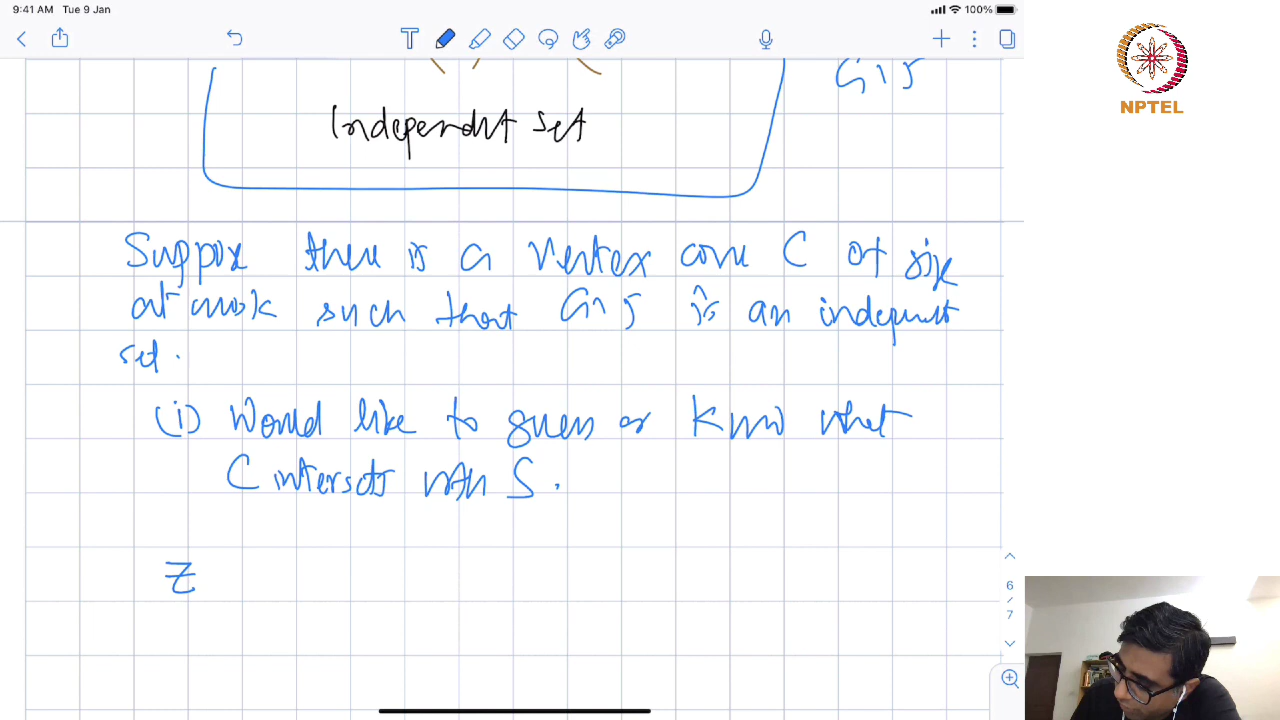 9:41 AM Tue 9 Jan
100%
NPTEL
G \ S
Independent set
Suppose there is a vertex cover C of size
at most such that G \ S is an independent
set.
(i) Would like to guess or know what
C intersects with S.
Z
6
/
7